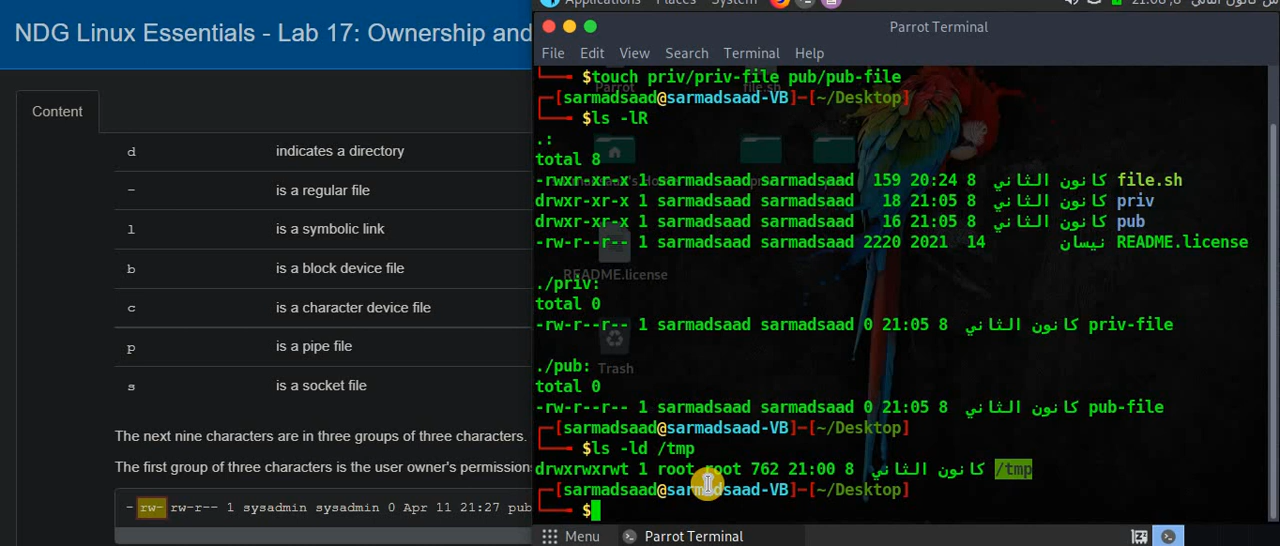 NDG Linux Essentials - Lab 17: Ownership and
Content
d indicates a directory
- is a regular file
l is a symbolic link
b is a block device file
c is a character device file
p is a pipe file
s is a socket file
The next nine characters are in three groups of three characters.
The first group of three characters is the user owner's permissions
-rw-rw-r-- 1 sysadmin sysadmin 0 Apr 11 21:27 pub
Applications Places System
Parrot Terminal
File Edit View Search Terminal Help
$touch priv/priv-file pub/pub-file
[sarmadsaad@sarmadsaad-VB]-[~/Desktop]
$ls -lR
.:
total 8
-rwxr-xr-x 1 sarmadsaad sarmadsaad 159 20:24 8 كانون الثاني file.sh
drwxr-xr-x 1 sarmadsaad sarmadsaad 18 21:05 8 كانون الثاني priv
drwxr-xr-x 1 sarmadsaad sarmadsaad 16 21:05 8 كانون الثاني pub
-rw-r--r-- 1 sarmadsaad sarmadsaad 2220 2021 14 نيسان README.license
./priv:
total 0
-rw-r--r-- 1 sarmadsaad sarmadsaad 0 21:05 8 كانون الثاني priv-file
./pub:
total 0
-rw-r--r-- 1 sarmadsaad sarmadsaad 0 21:05 8 كانون الثاني pub-file
[sarmadsaad@sarmadsaad-VB]-[~/Desktop]
$ls -ld /tmp
drwxrwxrwt 1 root root 762 21:00 8 كانون الثاني /tmp
[sarmadsaad@sarmadsaad-VB]-[~/Desktop]
$
Parrot
file.sh
README.license
Trash
Menu Parrot Terminal